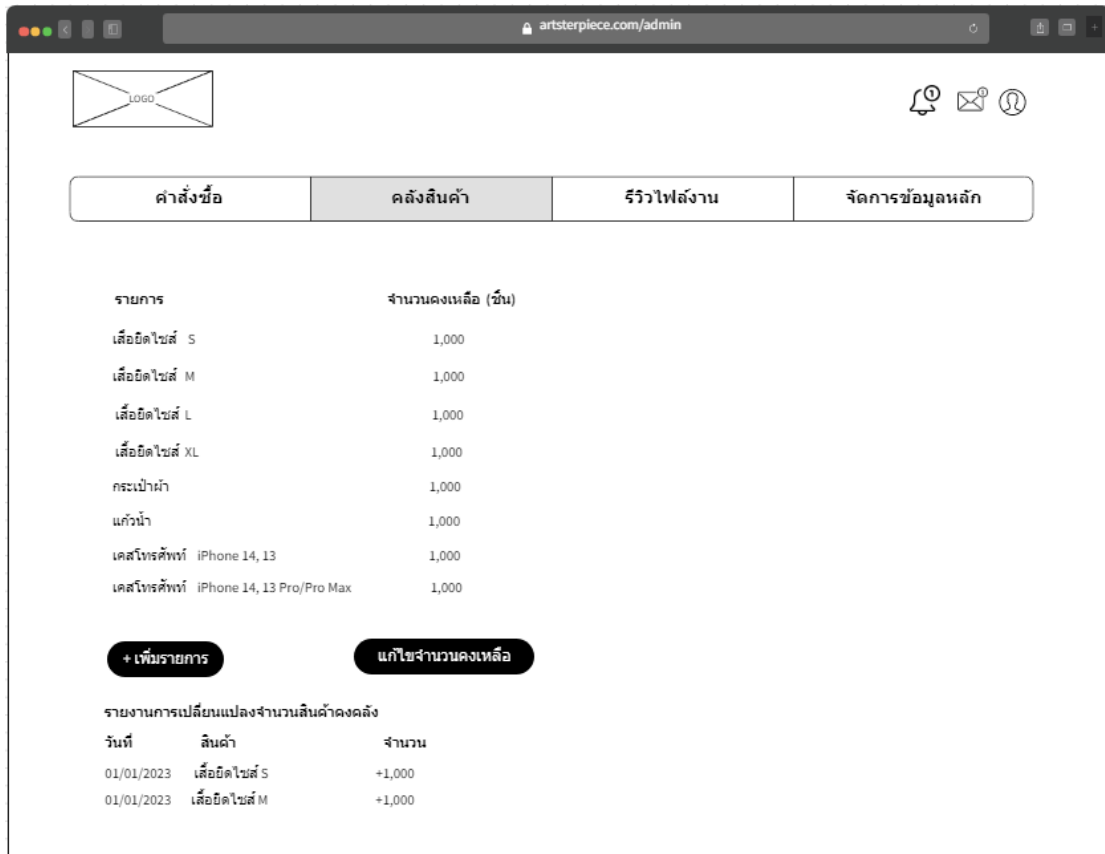 artsterpiece.com/admin
LOGO
1
1
คำสั่งซื้อ คลังสินค้า รีวิวไฟล์งาน จัดการข้อมูลหลัก
รายการ จำนวนคงเหลือ (ชิ้น)
เสื้อยืดไซส์ S 1,000
เสื้อยืดไซส์ M 1,000
เสื้อยืดไซส์ L 1,000
เสื้อยืดไซส์ XL 1,000
กระเป๋าผ้า 1,000
แก้วน้ำ 1,000
เคสโทรศัพท์ iPhone 14, 13 1,000
เคสโทรศัพท์ iPhone 14, 13 Pro/Pro Max 1,000
+ เพิ่มรายการ แก้ไขจำนวนคงเหลือ
รายงานการเปลี่ยนแปลงจำนวนสินค้าคงคลัง
วันที่ สินค้า จำนวน
01/01/2023 เสื้อยืดไซส์ S +1,000
01/01/2023 เสื้อยืดไซส์ M +1,000